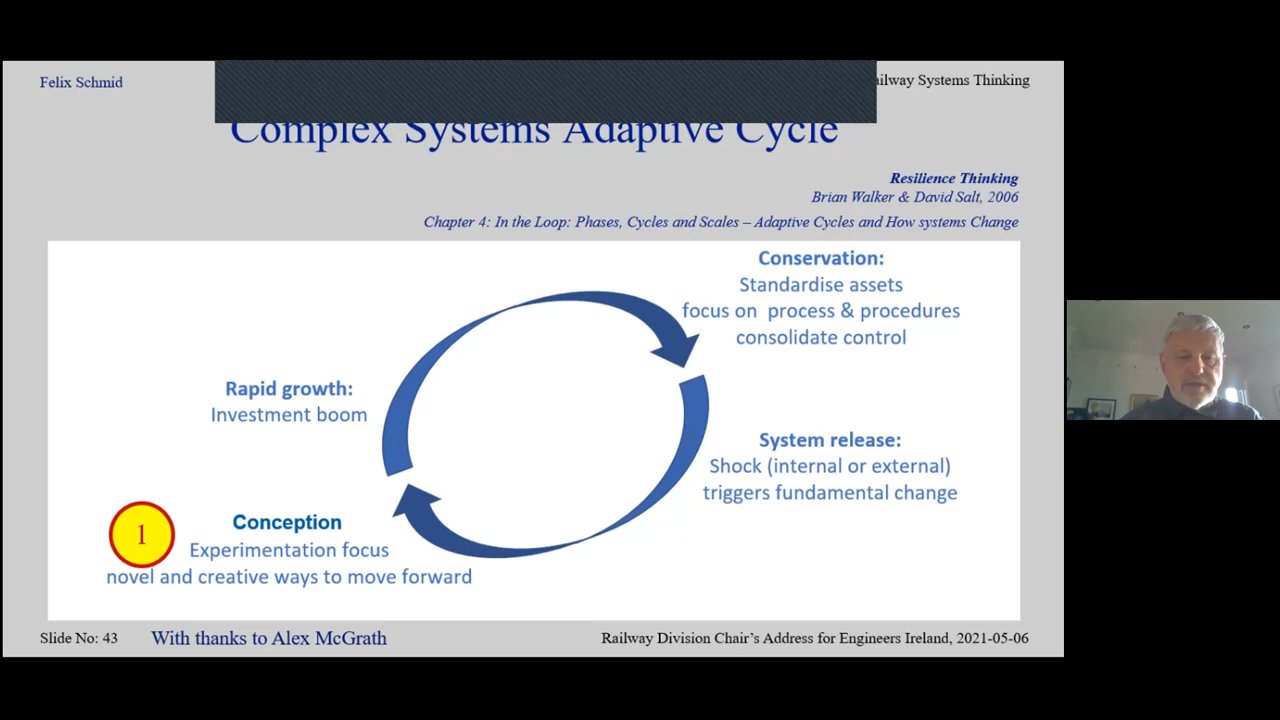 Felix Schmid
ailway Systems Thinking
Complex Systems Adaptive Cycle
Resilience Thinking
Brian Walker & David Salt, 2006
Chapter 4: In the Loop: Phases, Cycles and Scales – Adaptive Cycles and How systems Change
Conservation:
Standardise assets
focus on process & procedures
consolidate control
Rapid growth:
Investment boom
System release:
Shock (internal or external)
triggers fundamental change
1
Conception
Experimentation focus
novel and creative ways to move forward
Slide No: 43
With thanks to Alex McGrath
Railway Division Chair's Address for Engineers Ireland, 2021-05-06